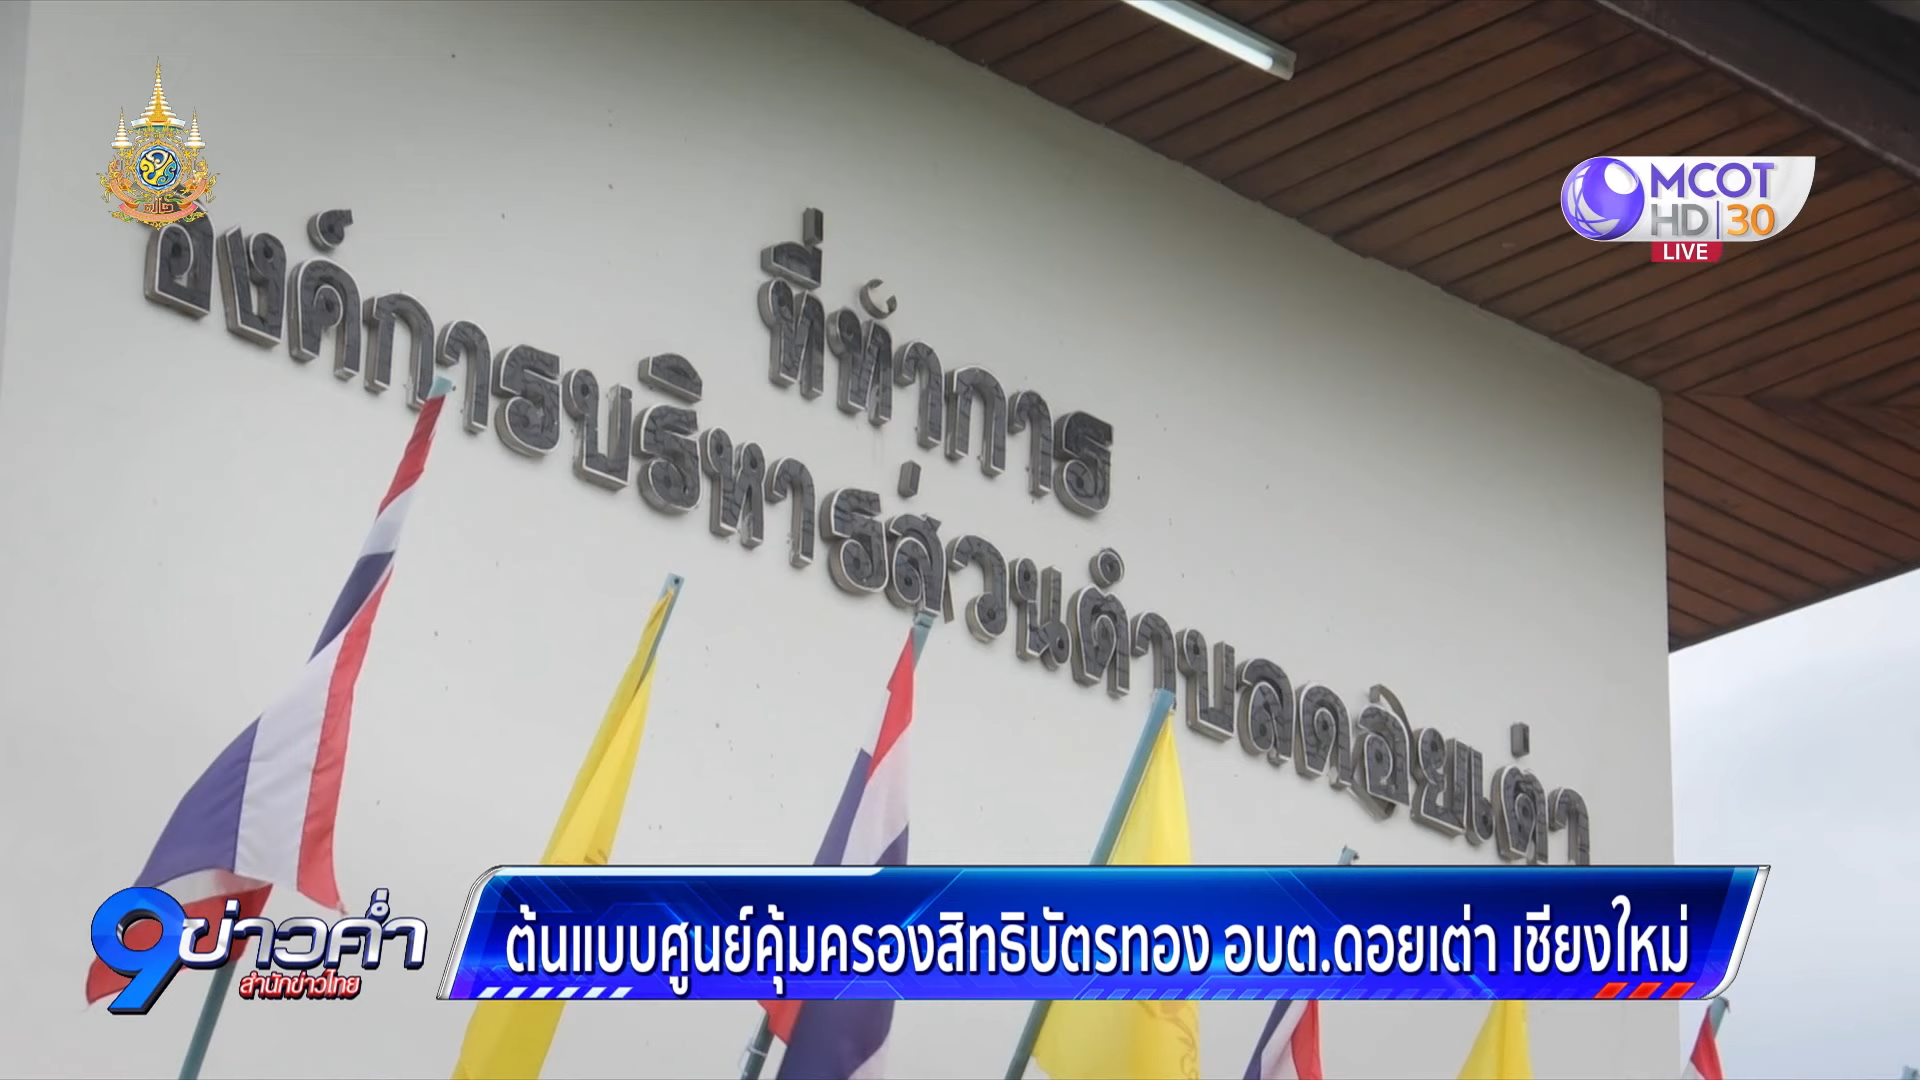 ที่ทำการ
องค์การบริหารส่วนตำบลดอยเต่า
MCOT
HD 30
LIVE
9ข่าวค่ำ
สำนักข่าวไทย
ต้นแบบศูนย์คุ้มครองสิทธิบัตรทอง อบต.ดอยเต่า เชียงใหม่